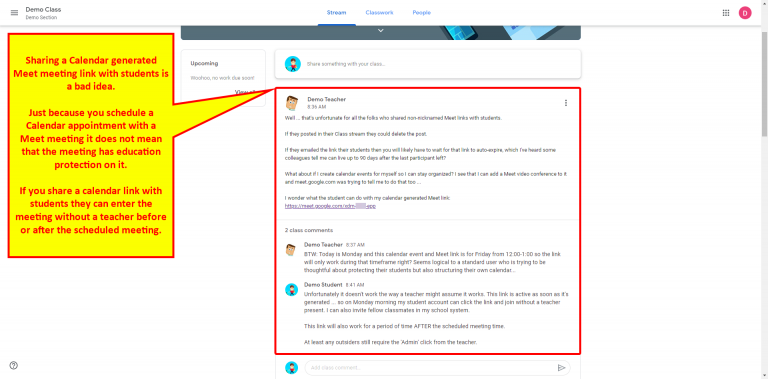 Demo Class
Demo Section
Stream
Classwork
People
D
Sharing a Calendar generated
Meet meeting link with students is
a bad idea.
Just because you schedule a
Calendar appointment with a
Meet meeting it does not mean
that the meeting has education
protection on it.
If you share a calendar link with
students they can enter the
meeting without a teacher before
or after the scheduled meeting.
Upcoming
Woohoo, no work due soon!
View all
Share something with your class...
Demo Teacher
8:36 AM
Well ... that's unfortunate for all the folks who shared non-nicknamed Meet links with students.
If they posted in their Class stream they could delete the post.
If they emailed the link their students then you will likely have to wait for that link to auto-expire, which I've heard some
colleagues tell me can live up to 90 days after the last participant left?
What about if I create calendar events for myself so I can stay organized? I see that I can add a Meet video conference to it
and meet.google.com was trying to tell me to do that too ...
I wonder what the student can do with my calendar generated Meet link:
https://meet.google.com/xdm- -epp
2 class comments
Demo Teacher 8:37 AM
BTW: Today is Monday and this calendar event and Meet link is for Friday from 12:00-1:00 so the link
will only work during that timeframe right? Seems logical to a standard user who is trying to be
thoughtful about protecting their students but also structuring their own calendar...
Demo Student 8:41 AM
Unfortunately it doesn't work the way a teacher might assume it works. This link is active as soon as it's
generated ... so on Monday morning my student account can click the link and join without a teacher
present. I can also invite fellow classmates in my school system.
This link will also work for a period of time AFTER the scheduled meeting time.
At least any outsiders still require the 'Admin' click from the teacher.
Add class comment...